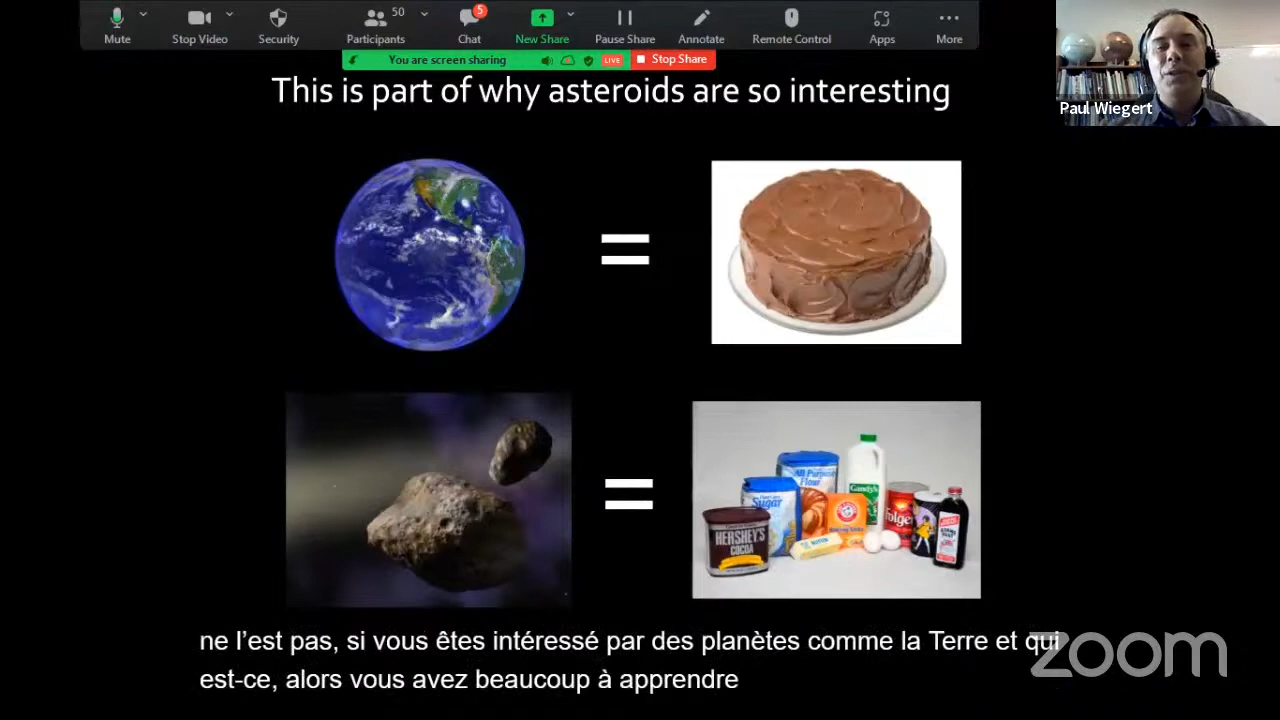 50
5
Mute
Stop Video
Security
Participants
Chat
New Share
Pause Share
Annotate
Remote Control
Apps
More
You are screen sharing
LIVE
Stop Share
Paul Wiegert
This is part of why asteroids are so interesting
All-Purpose
Flour
Sugar
HERSHEY'S
COCOA
Folgers
ne l'est pas, si vous êtes intéressé par des planètes comme la Terre et qui
est-ce, alors vous avez beaucoup à apprendre
zoom